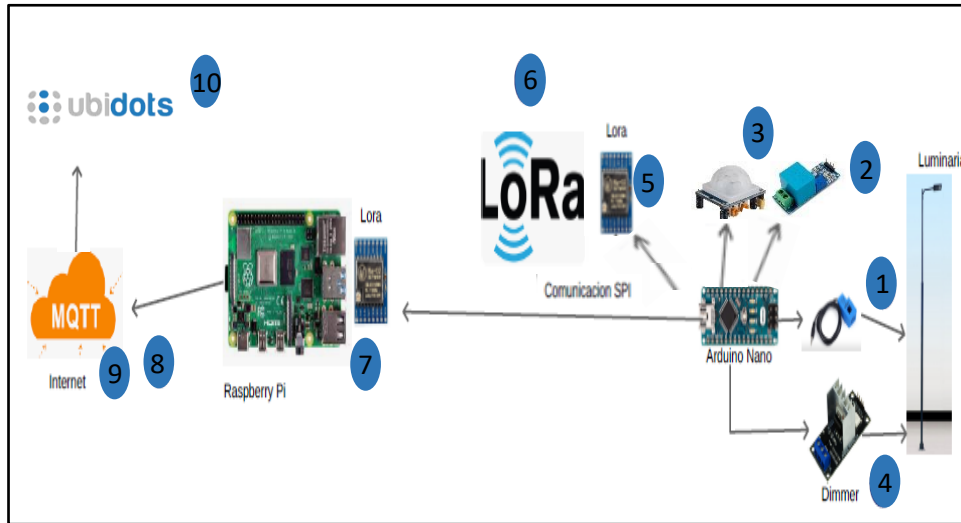 10
ubidots
6
Lora
3
2
Luminaria
LoRa
5
Lora
Comunicacion SPI
1
MQTT
Arduino Nano
7
8
9
Internet
Raspberry Pi
4
Dimmer